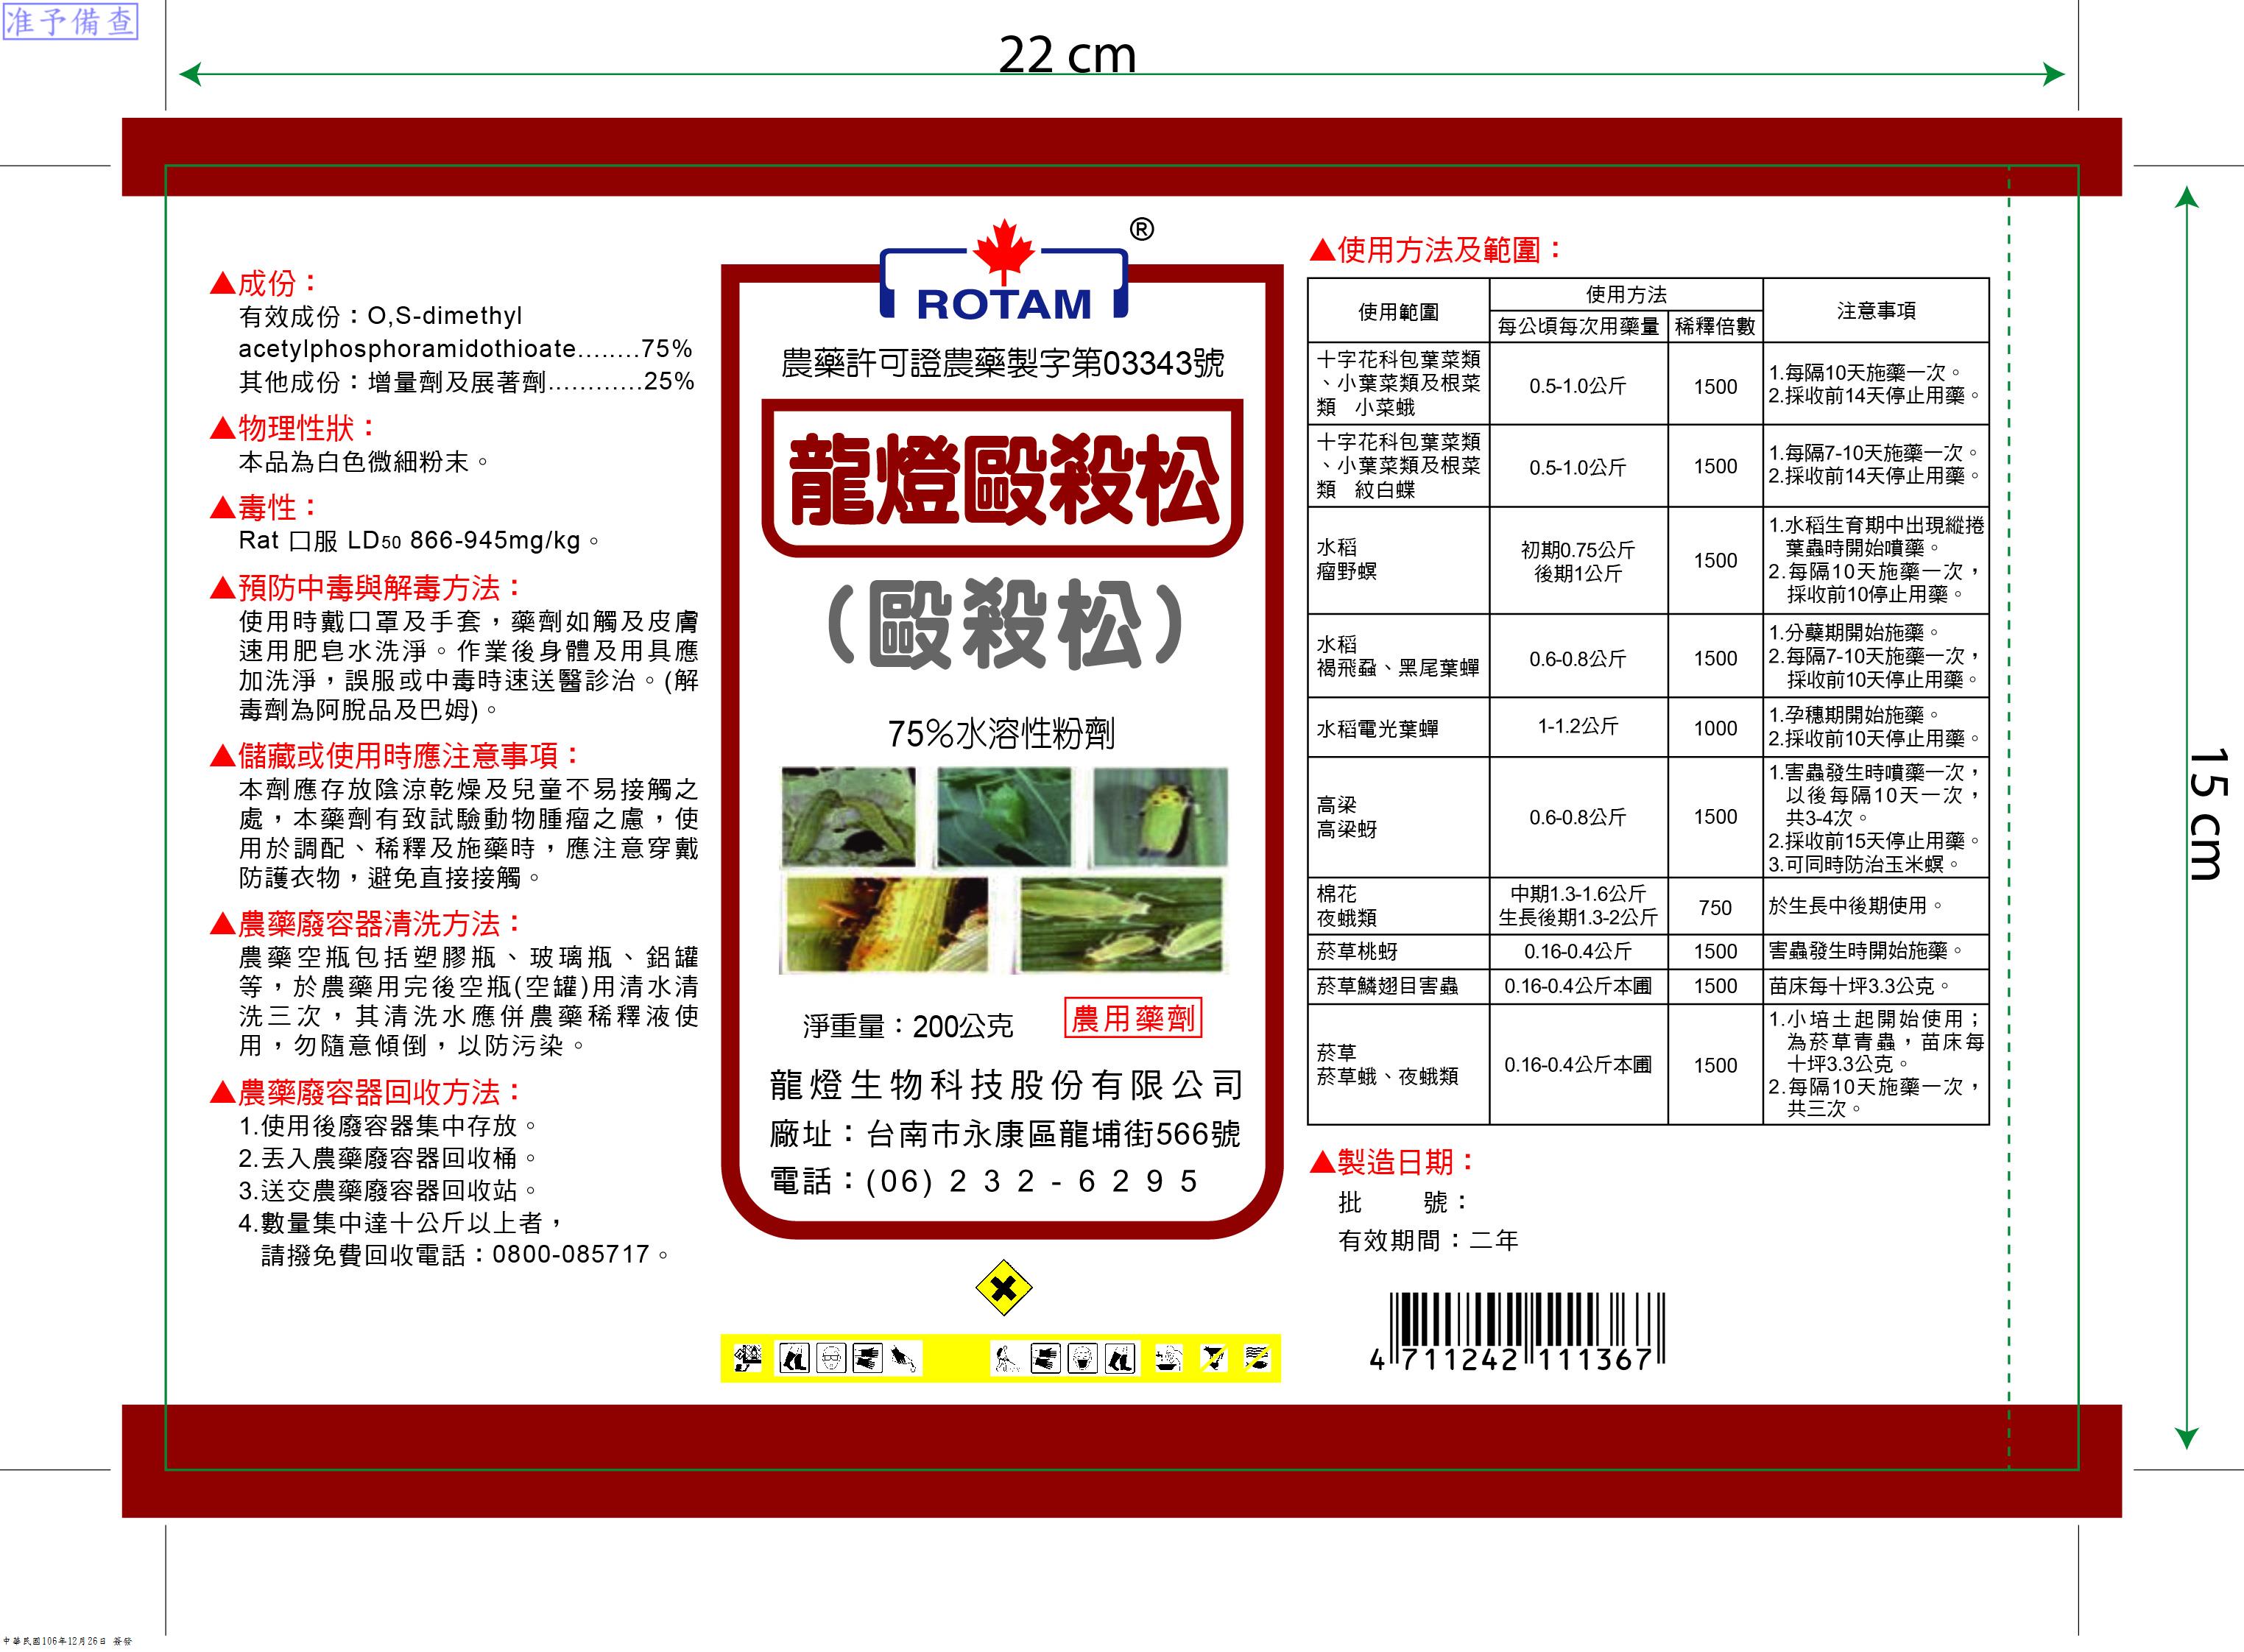 准予備查
22 cm
15 cm
▲成份：
有效成份：O,S-dimethyl
acetylphosphoramidothioate........75%
其他成份：增量劑及展著劑............25%
▲物理性狀：
本品為白色微細粉末。
▲毒性：
Rat 口服 LD50 866-945mg/kg。
▲預防中毒與解毒方法：
使用時戴口罩及手套，藥劑如觸及皮膚
速用肥皂水洗淨。作業後身體及用具應
加洗淨，誤服或中毒時速送醫診治。(解
毒劑為阿脫品及巴姆)。
▲儲藏或使用時應注意事項：
本劑應存放陰涼乾燥及兒童不易接觸之
處，本藥劑有致試驗動物腫瘤之慮，使
用於調配、稀釋及施藥時，應注意穿戴
防護衣物，避免直接接觸。
▲農藥廢容器清洗方法：
農藥空瓶包括塑膠瓶、玻璃瓶、鋁罐
等，於農藥用完後空瓶(空罐)用清水清
洗三次，其清洗水應併農藥稀釋液使
用，勿隨意傾倒，以防污染。
▲農藥廢容器回收方法：
1.使用後廢容器集中存放。
2.丟入農藥廢容器回收桶。
3.送交農藥廢容器回收站。
4.數量集中達十公斤以上者，
請撥免費回收電話：0800-085717。
®
ROTAM
農藥許可證農藥製字第03343號
龍燈毆殺松
(毆殺松)
75%水溶性粉劑
淨重量：200公克
農用藥劑
龍燈生物科技股份有限公司
廠址：台南市永康區龍埔街566號
電話：(06) 232-6295
▲使用方法及範圍：
使用範圍 使用方法 注意事項
每公頃每次用藥量 稀釋倍數
十字花科包葉菜類
、小葉菜類及根菜
類 小菜蛾
0.5-1.0公斤
1500
1.每隔10天施藥一次。
2.採收前14天停止用藥。
十字花科包葉菜類
、小葉菜類及根菜
類 紋白蝶
0.5-1.0公斤
1500
1.每隔7-10天施藥一次。
2.採收前14天停止用藥。
水稻
瘤野螟
初期0.75公斤
後期1公斤
1500
1.水稻生育期中出現縱捲
葉蟲時開始噴藥。
2.每隔10天施藥一次，
採收前10停止用藥。
水稻
褐飛蝨、黑尾葉蟬
0.6-0.8公斤
1500
1.分蘗期開始施藥。
2.每隔7-10天施藥一次，
採收前10天停止用藥。
水稻電光葉蟬
1-1.2公斤
1000
1.孕穗期開始施藥。
2.採收前10天停止用藥。
高梁
高梁蚜
0.6-0.8公斤
1500
1.害蟲發生時噴藥一次，
以後每隔10天一次，
共3-4次。
2.採收前15天停止用藥。
3.可同時防治玉米螟。
棉花
夜蛾類
中期1.3-1.6公斤
生長後期1.3-2公斤
750
於生長中後期使用。
菸草桃蚜
0.16-0.4公斤
1500
害蟲發生時開始施藥。
菸草鱗翅目害蟲
0.16-0.4公斤本圃
1500
苗床每十坪3.3公克。
菸草
菸草蛾、夜蛾類
0.16-0.4公斤本圃
1500
1.小培土起開始使用；
為菸草青蟲，苗床每
十坪3.3公克。
2.每隔10天施藥一次，
共三次。
▲製造日期：
批 號：
有效期間：二年
4 711242 111367
中華民國106年12月26日 簽發